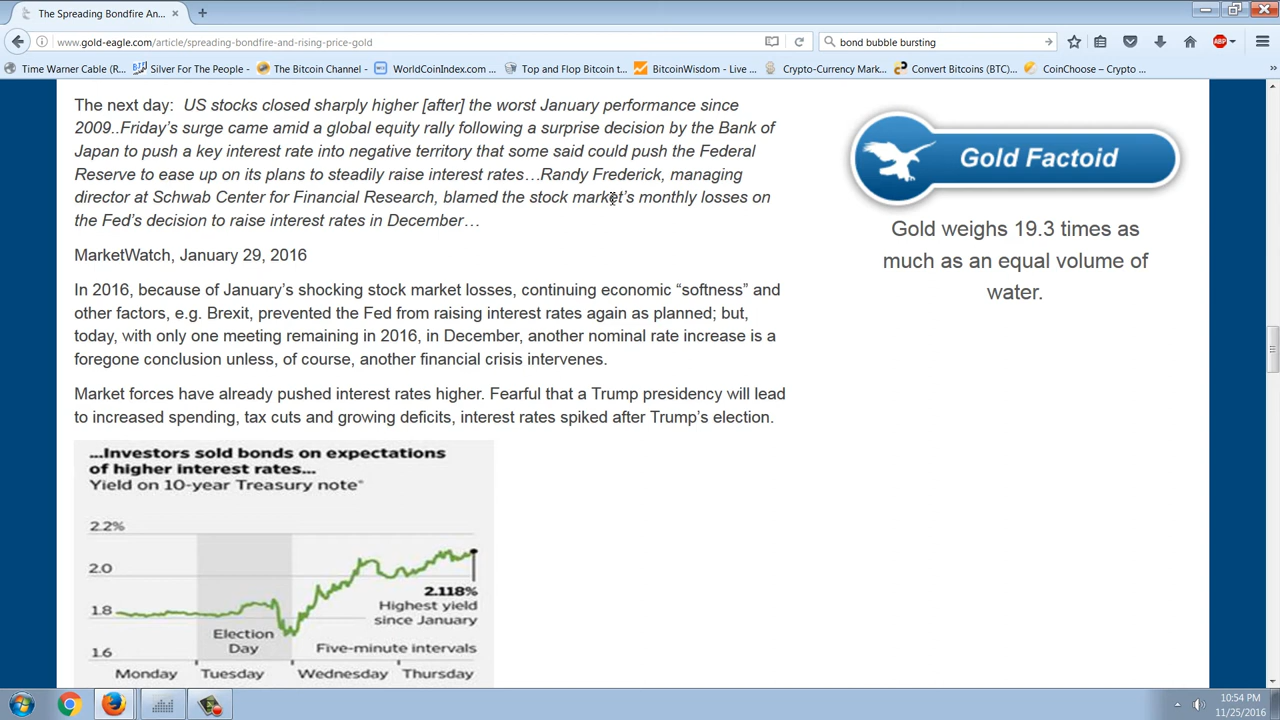 The Spreading Bondfire An...
www.gold-eagle.com/article/spreading-bondfire-and-rising-price-gold
bond bubble bursting
ABP
Time Warner Cable (R...
Silver For The People - ...
The Bitcoin Channel - ...
WorldCoinIndex.com ...
Top and Flop Bitcoin t...
BitcoinWisdom - Live ...
Crypto-Currency Mark...
Convert Bitcoins (BTC)...
CoinChoose – Crypto ...
The next day: US stocks closed sharply higher [after] the worst January performance since
2009..Friday’s surge came amid a global equity rally following a surprise decision by the Bank of
Japan to push a key interest rate into negative territory that some said could push the Federal
Reserve to ease up on its plans to steadily raise interest rates…Randy Frederick, managing
director at Schwab Center for Financial Research, blamed the stock market’s monthly losses on
the Fed’s decision to raise interest rates in December…
MarketWatch, January 29, 2016
In 2016, because of January’s shocking stock market losses, continuing economic “softness” and
other factors, e.g. Brexit, prevented the Fed from raising interest rates again as planned; but,
today, with only one meeting remaining in 2016, in December, another nominal rate increase is a
foregone conclusion unless, of course, another financial crisis intervenes.
Market forces have already pushed interest rates higher. Fearful that a Trump presidency will lead
to increased spending, tax cuts and growing deficits, interest rates spiked after Trump’s election.
...Investors sold bonds on expectations
of higher interest rates...
Yield on 10-year Treasury note*
2.2%
2.0
1.8
1.6
2.118%
Highest yield
since January
Election
Day
Five-minute intervals
Monday
Tuesday
Wednesday
Thursday
Gold Factoid
Gold weighs 19.3 times as
much as an equal volume of
water.
10:54 PM
11/25/2016